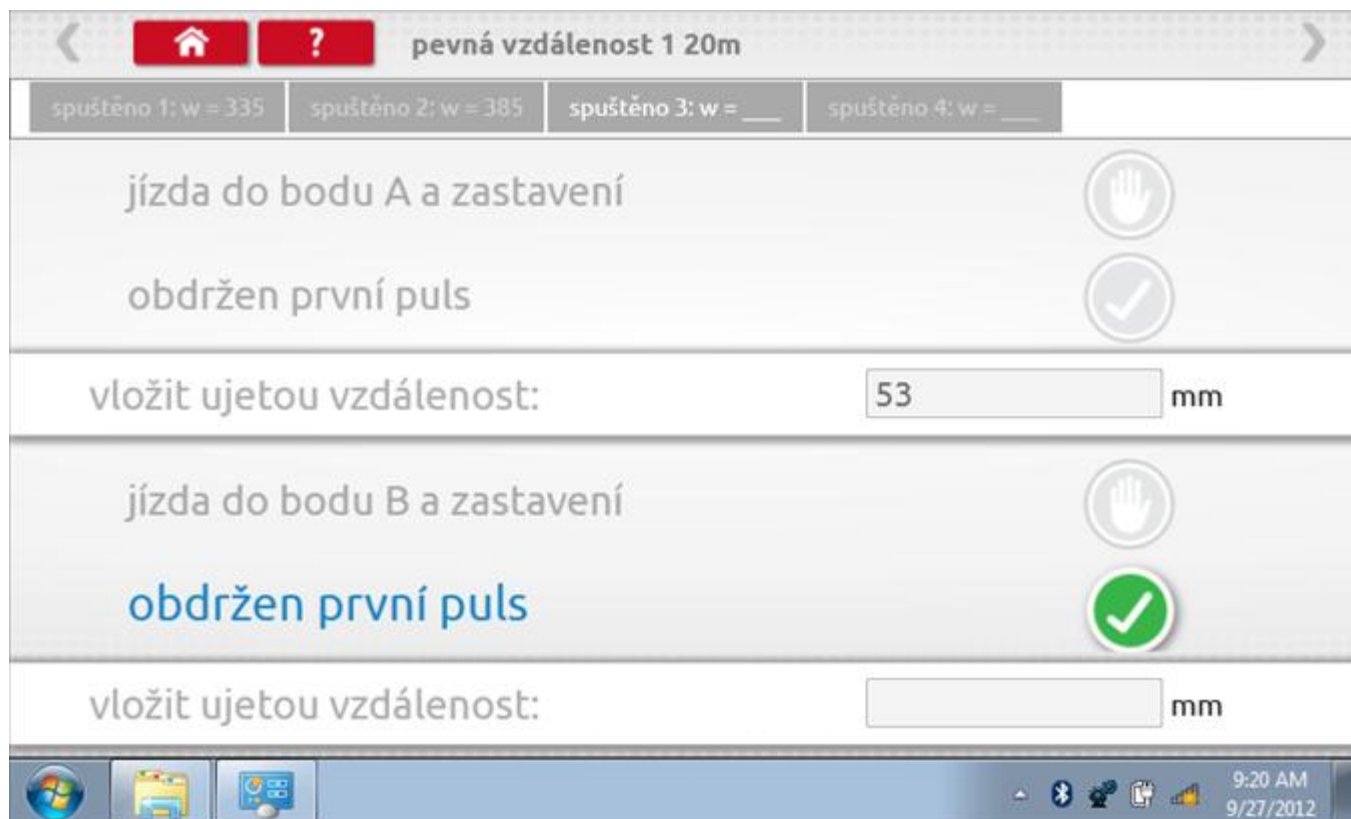 ? pevná vzdálenost 1 20m
spuštěno 1: w = 335 spuštěno 2: w = 385 spuštěno 3: w = ___ spuštěno 4: w = ___
jízda do bodu A a zastavení
obdržen první puls
vložit ujetou vzdálenost: 53 mm
jízda do bodu B a zastavení
obdržen první puls
vložit ujetou vzdálenost: mm
9:20 AM
9/27/2012